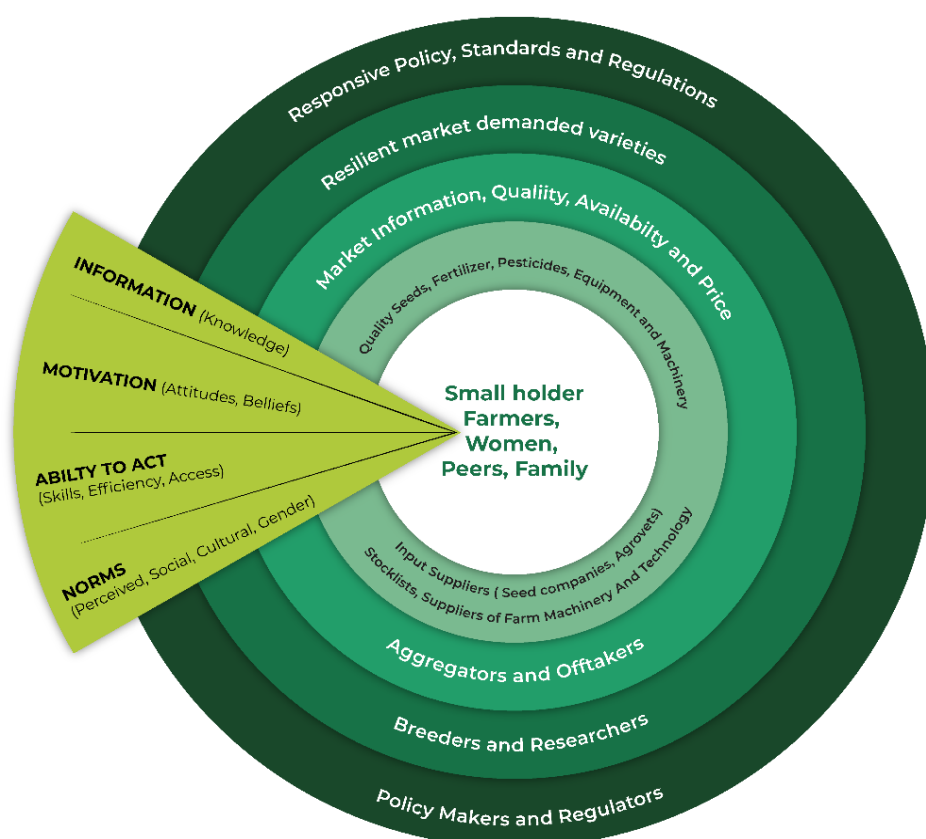 Responsive Policy, Standards and Regulations
Resilient market demanded varieties
Market Information, Qualiity, Availabilty and Price
Quality Seeds, Fertilizer, Pesticides, Equipment and Machinery
INFORMATION (Knowledge)
MOTIVATION (Attitudes, Belliefs)
ABILTY TO ACT
(Skills, Efficiency, Access)
NORMS
(Perceived, Social, Cultural, Gender)
Small holder
Farmers,
Women,
Peers, Family
Input Suppliers ( Seed companies, Agrovets)
Stocklists, Suppliers of Farm Machinery And Technology
Aggregators and Offtakers
Breeders and Researchers
Policy Makers and Regulators